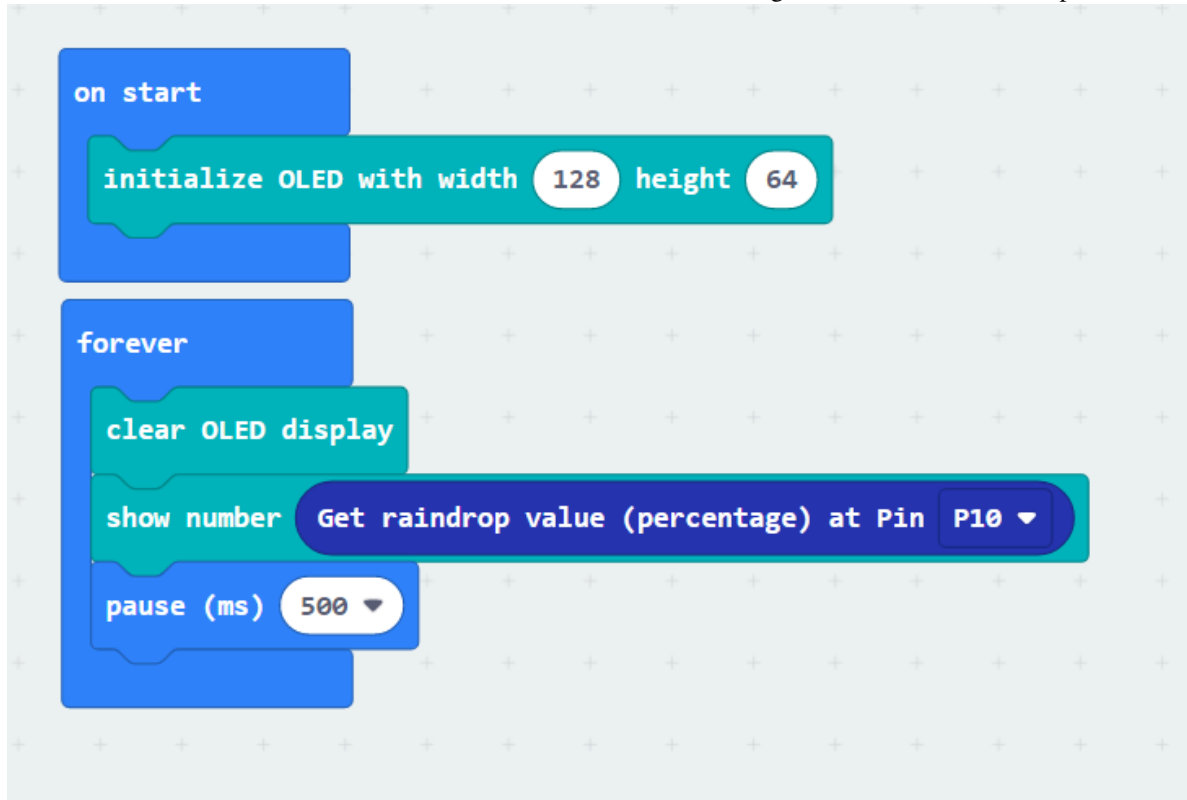 on start
initialize OLED with width 128 height 64
forever
clear OLED display
show number Get raindrop value (percentage) at Pin P10
pause (ms) 500